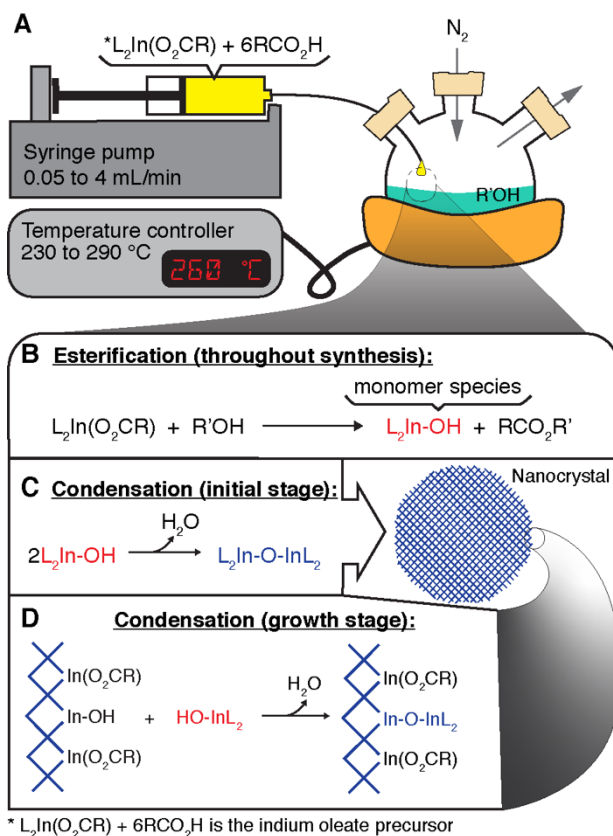 A
*L₂In(O₂CR) + 6RCO₂H
N₂
Syringe pump
0.05 to 4 mL/min
R'OH
Temperature controller
230 to 290 °C
260 °C
B Esterification (throughout synthesis):
monomer species
L₂In(O₂CR) + R'OH L₂In-OH + RCO₂R'
C Condensation (initial stage):
Nanocrystal
H₂O
2L₂In-OH L₂In-O-InL₂
D Condensation (growth stage):
In(O₂CR) H₂O In(O₂CR)
In-OH + HO-InL₂ In-O-InL₂
In(O₂CR) In(O₂CR)
* L₂In(O₂CR) + 6RCO₂H is the indium oleate precursor